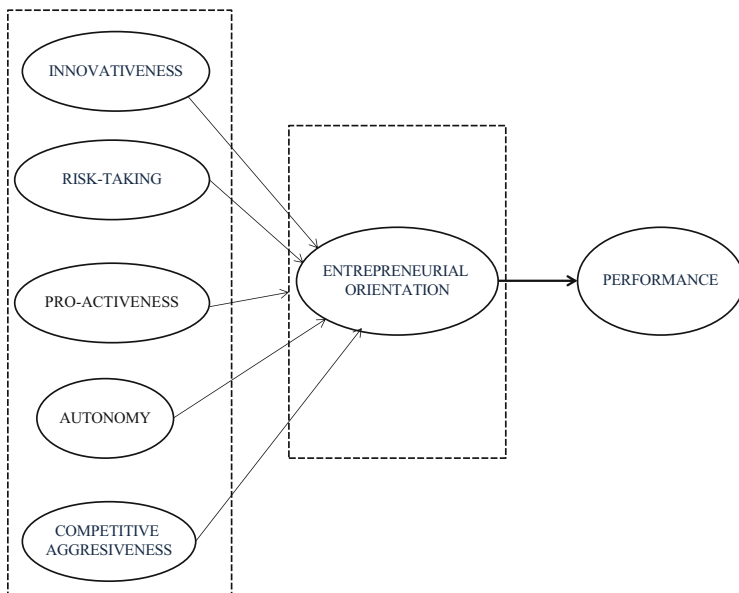 INNOVATIVENESS
RISK-TAKING
PRO-ACTIVENESS
AUTONOMY
COMPETITIVE
AGGRESIVENESS
ENTREPRENEURIAL
ORIENTATION
PERFORMANCE